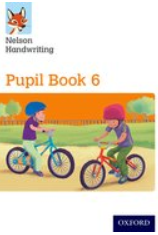 Nelson
Handwriting
Pupil Book 6
OXFORD